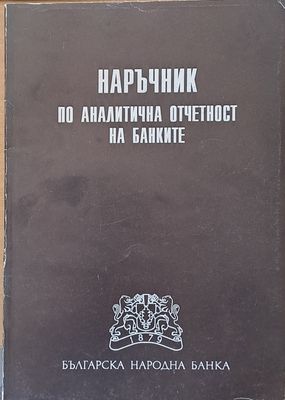 НАРЪЧНИК
ПО АНАЛИТИЧНА ОТЧЕТНОСТ
НА БАНКИТЕ
1879
БЪЛГАРСКА НАРОДНА БАНКА